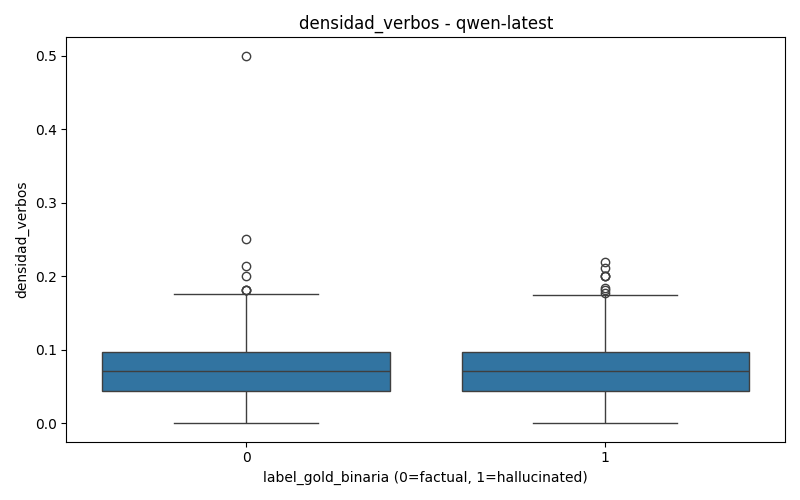 densidad_verbos - qwen-latest
densidad_verbos
0.5
0.4
0.3
0.2
0.1
0.0
0
1
label_gold_binaria (0=factual, 1=hallucinated)